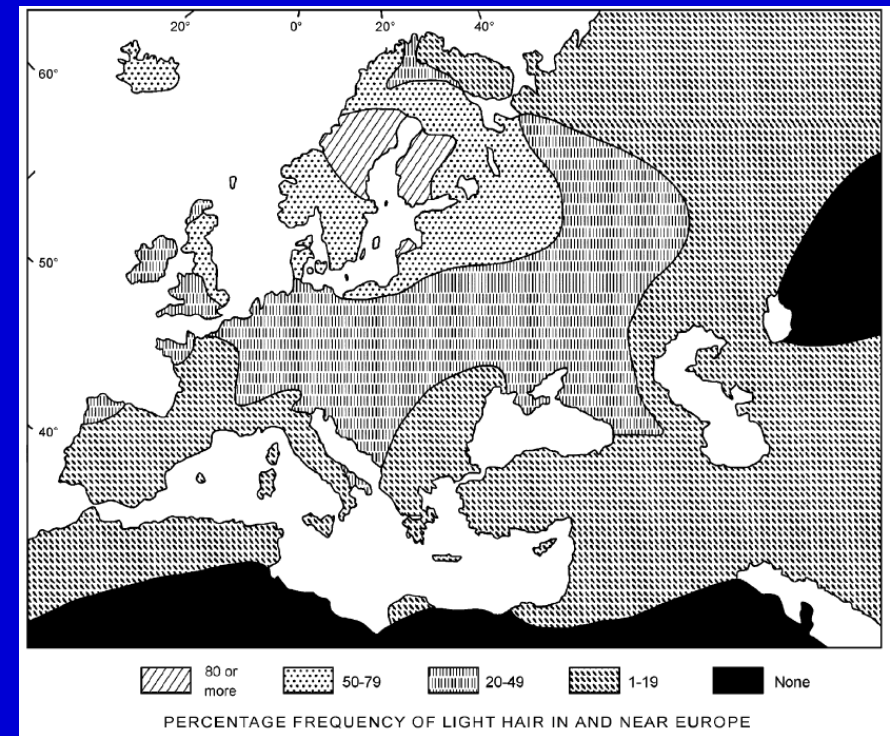 20° 0° 20° 40°
60°
50°
40°
80 or
more
50-79
20-49
1-19
None
PERCENTAGE FREQUENCY OF LIGHT HAIR IN AND NEAR EUROPE